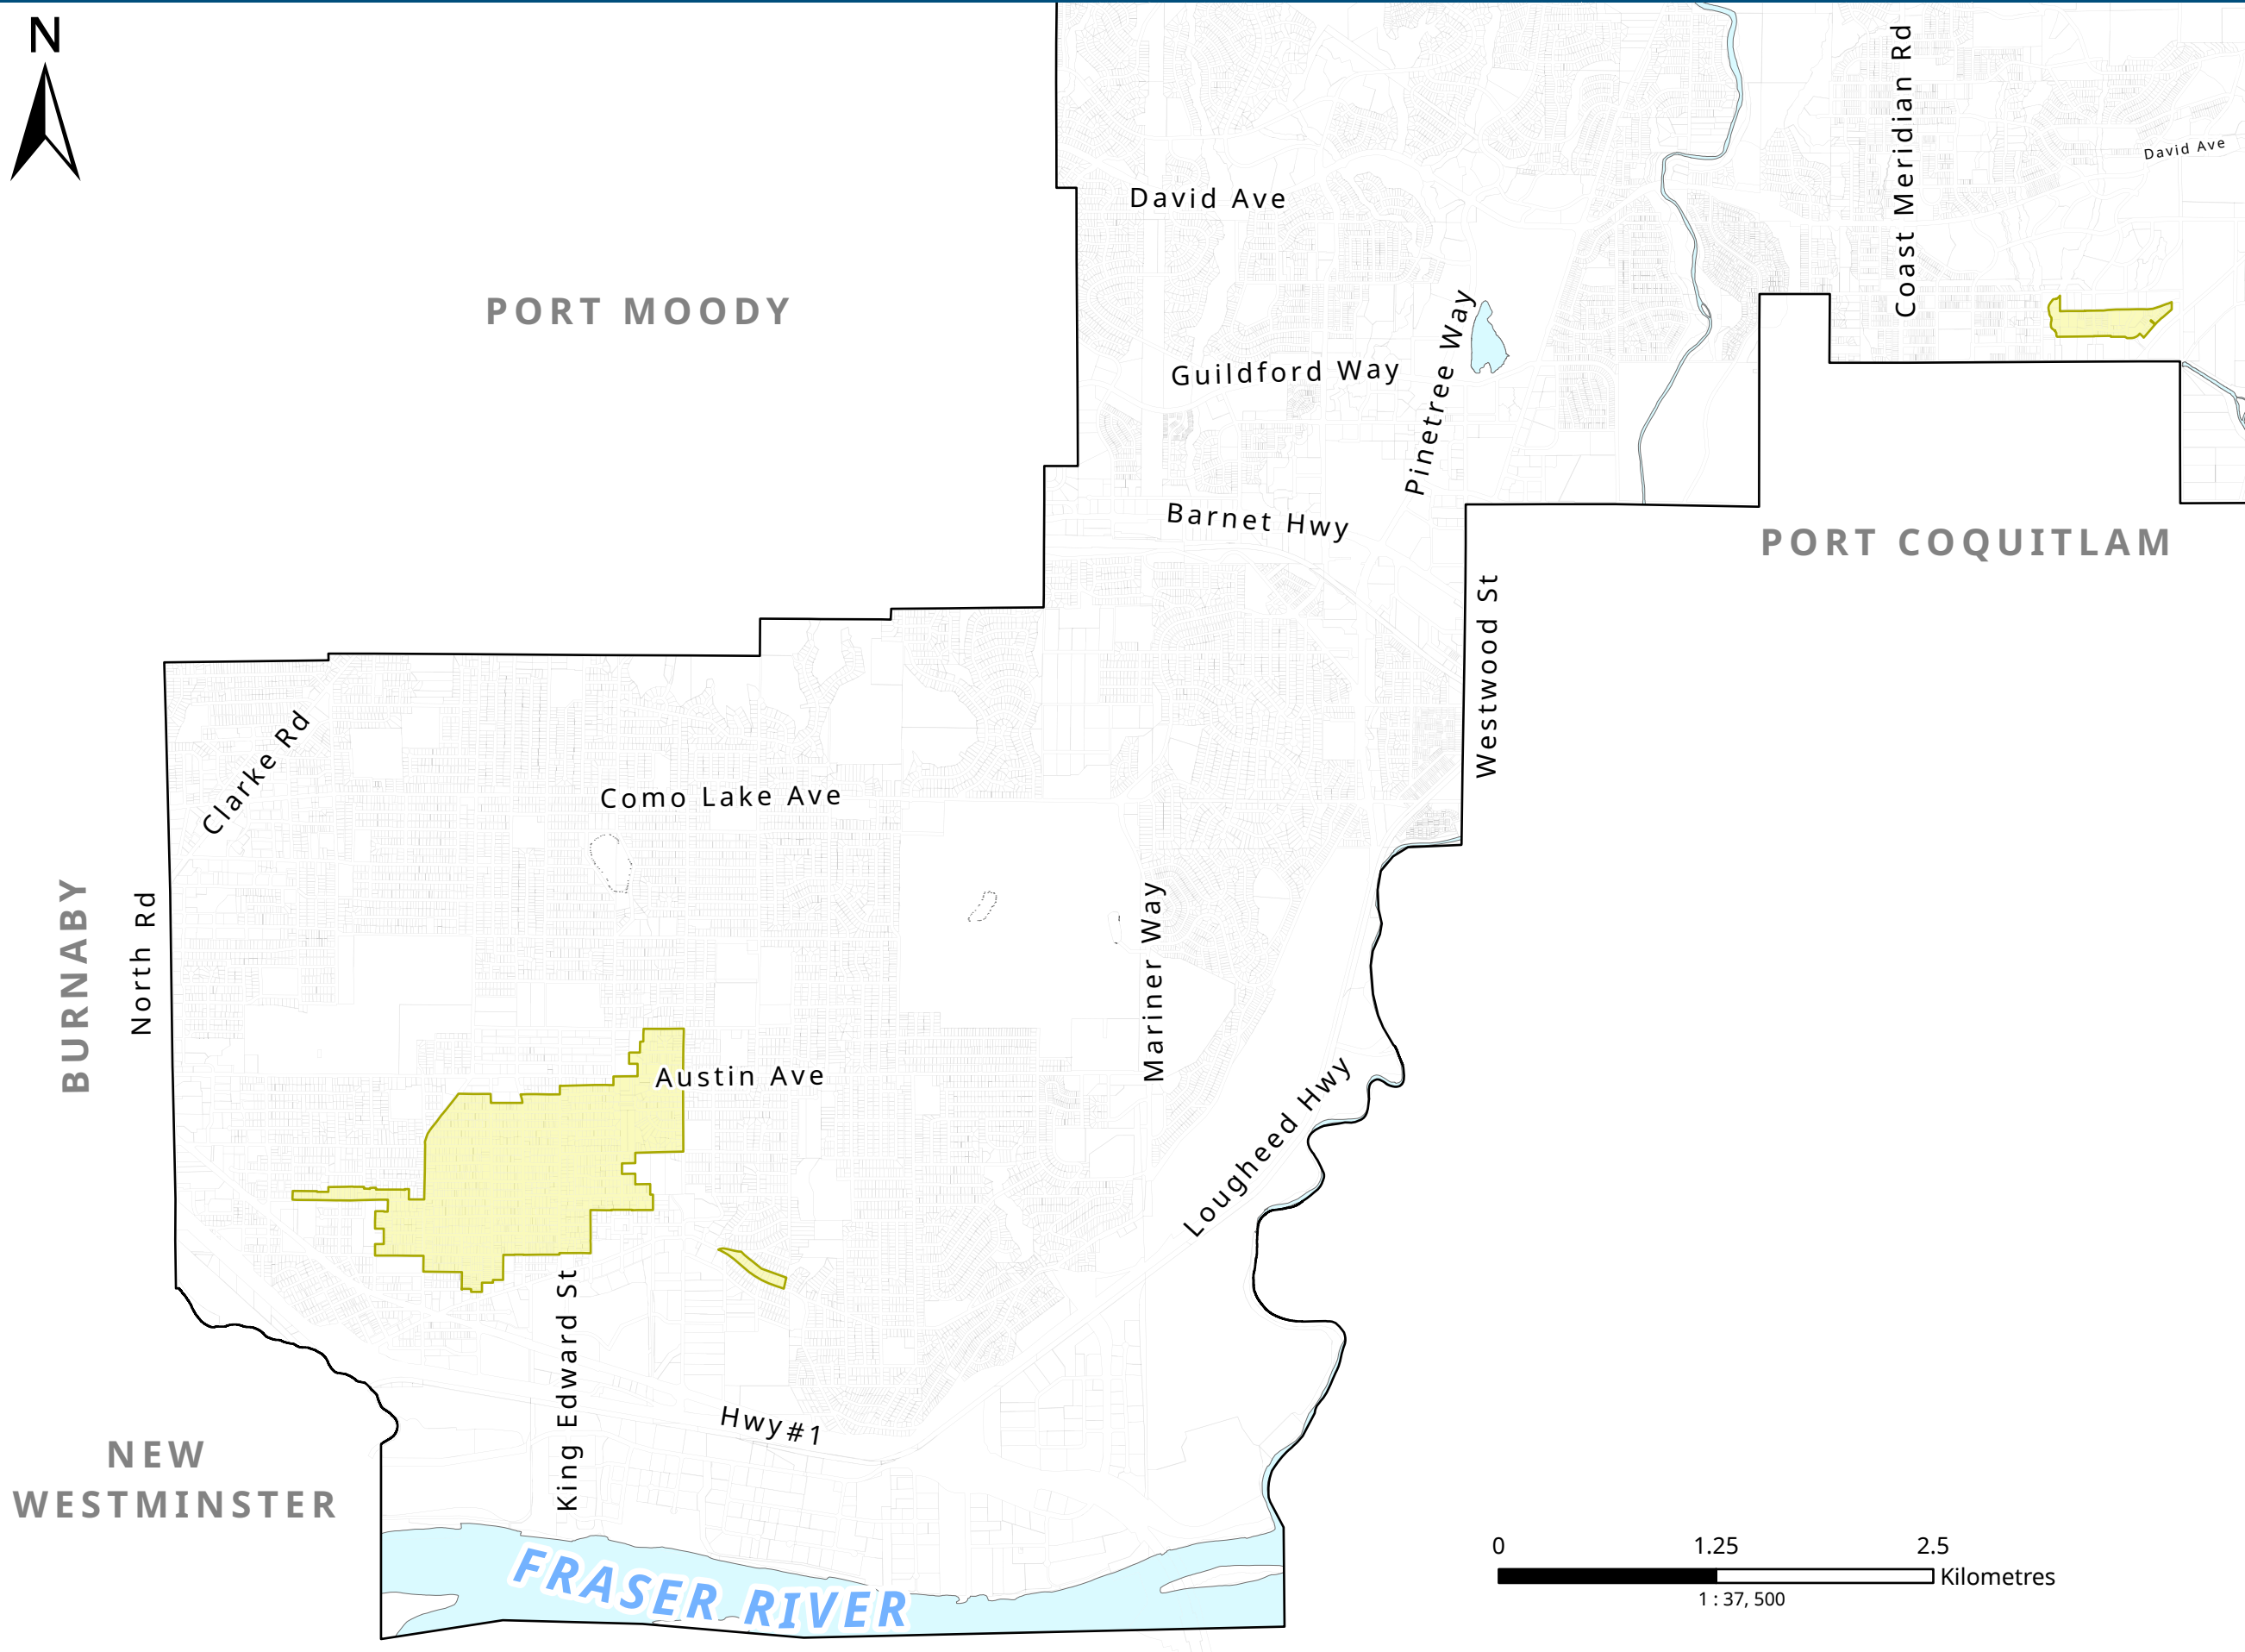 N
Coast Meridian Rd
David Ave
David Ave
PORT MOODY
Pinetree Way
Guildford Way
Barnet Hwy
PORT COQUITLAM
Westwood St
Clarke Rd
Como Lake Ave
BURNABY
North Rd
Mariner Way
Austin Ave
Lougheed Hwy
King Edward St
Hwy#1
NEW
WESTMINSTER
FRASER RIVER
0 1.25 2.5
Kilometres
1 : 37, 500